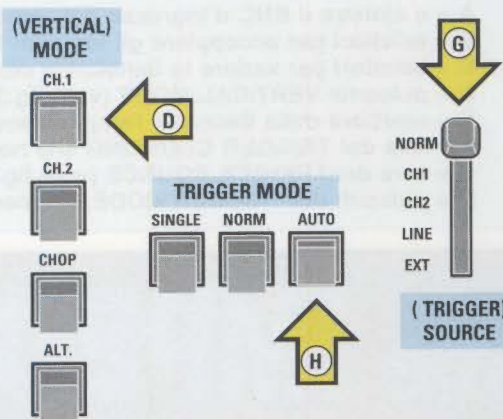 (VERTICAL)
MODE
CH.1
D
CH.2
CHOP
ALT.
TRIGGER MODE
SINGLE NORM AUTO
H
G
NORM
CH1
CH2
LINE
EXT
( TRIGGER)
SOURCE